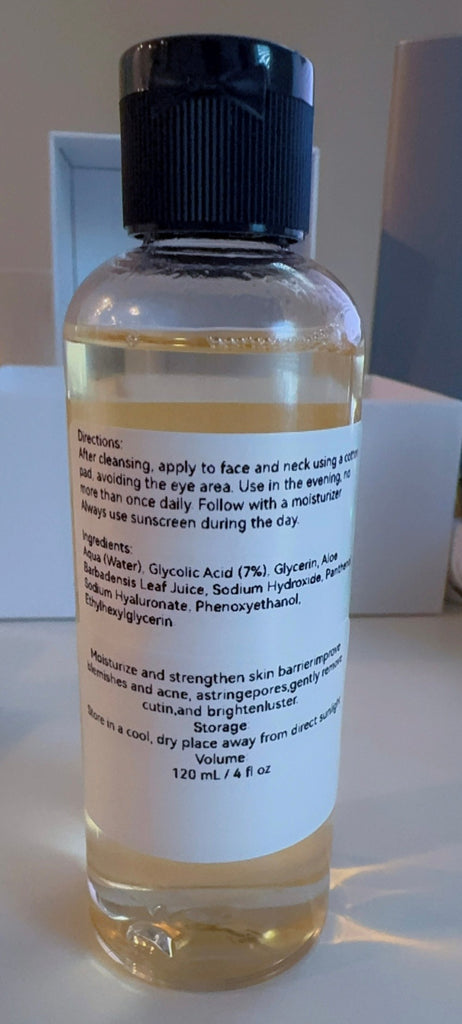 Directions:
After cleansing, apply to face and neck using a cotton
pad, avoiding the eye area. Use in the evening, no
more than once daily. Follow with a moisturizer
Always use sunscreen during the day.
Ingredients:
Aqua (Water), Glycolic Acid (7%), Glycerin, Aloe
Barbadensis Leaf Juice, Sodium Hydroxide, Panthenol
Sodium Hyaluronate, Phenoxyethanol,
Ethylhexylglycerin
Moisturize and strengthen skin barrierimprove
blemishes and acne, astringepores,gently remove
cutin,and brightenluster.
Storage
Store in a cool, dry place away from direct sunlight
Volume
120 mL / 4 fl oz